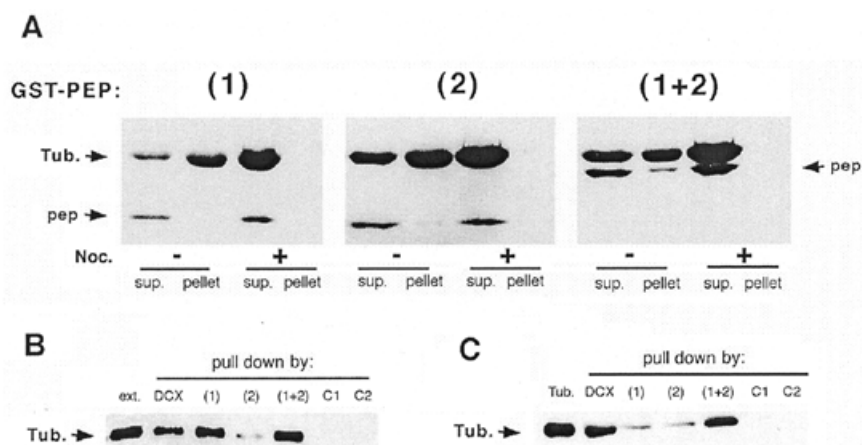 A
GST-PEP: (1) (2) (1+2)
Tub.
pep
pep
Noc. - + - + - +
sup. pellet sup. pellet sup. pellet sup. pellet sup. pellet sup. pellet
B
pull down by:
ext. DCX (1) (2) (1+2) C1 C2
Tub.
C
pull down by:
Tub. DCX (1) (2) (1+2) C1 C2
Tub.